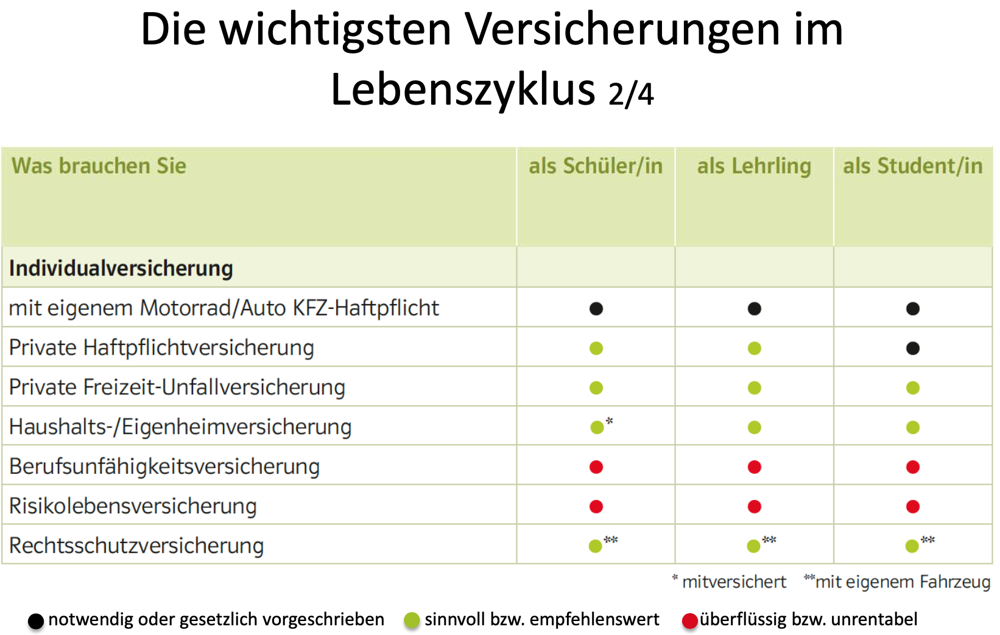 Die wichtigsten Versicherungen im
Lebenszyklus 2/4
Was brauchen Sie als Schüler/in als Lehrling als Student/in
Individualversicherung
mit eigenem Motorrad/Auto KFZ-Haftpflicht
Private Haftpflichtversicherung
Private Freizeit-Unfallversicherung
Haushalts-/Eigenheimversicherung *
Berufsunfähigkeitsversicherung
Risikolebensversicherung
Rechtsschutzversicherung ** ** **
* mitversichert **mit eigenem Fahrzeug
notwendig oder gesetzlich vorgeschrieben sinnvoll bzw. empfehlenswert überflüssig bzw. unrentabel